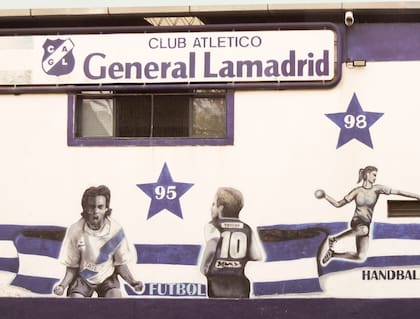 CAGL
CLUB ATLETICO
General Lamadrid
98
95
10
FUTBOL
HANDBAL